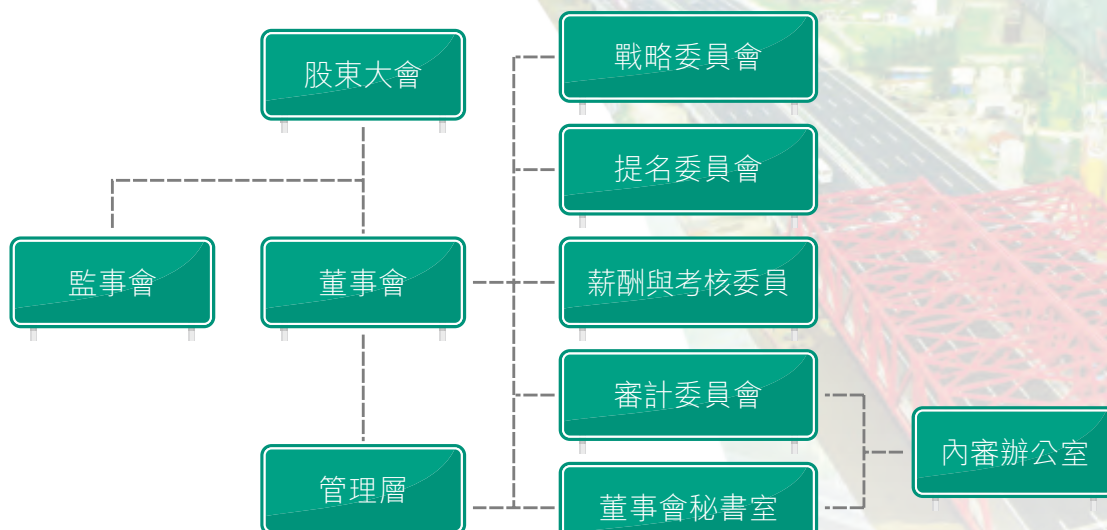 股東大會
監事會
董事會
管理層
戰略委員會
提名委員會
薪酬與考核委員
審計委員會
董事會秘書室
內審辦公室